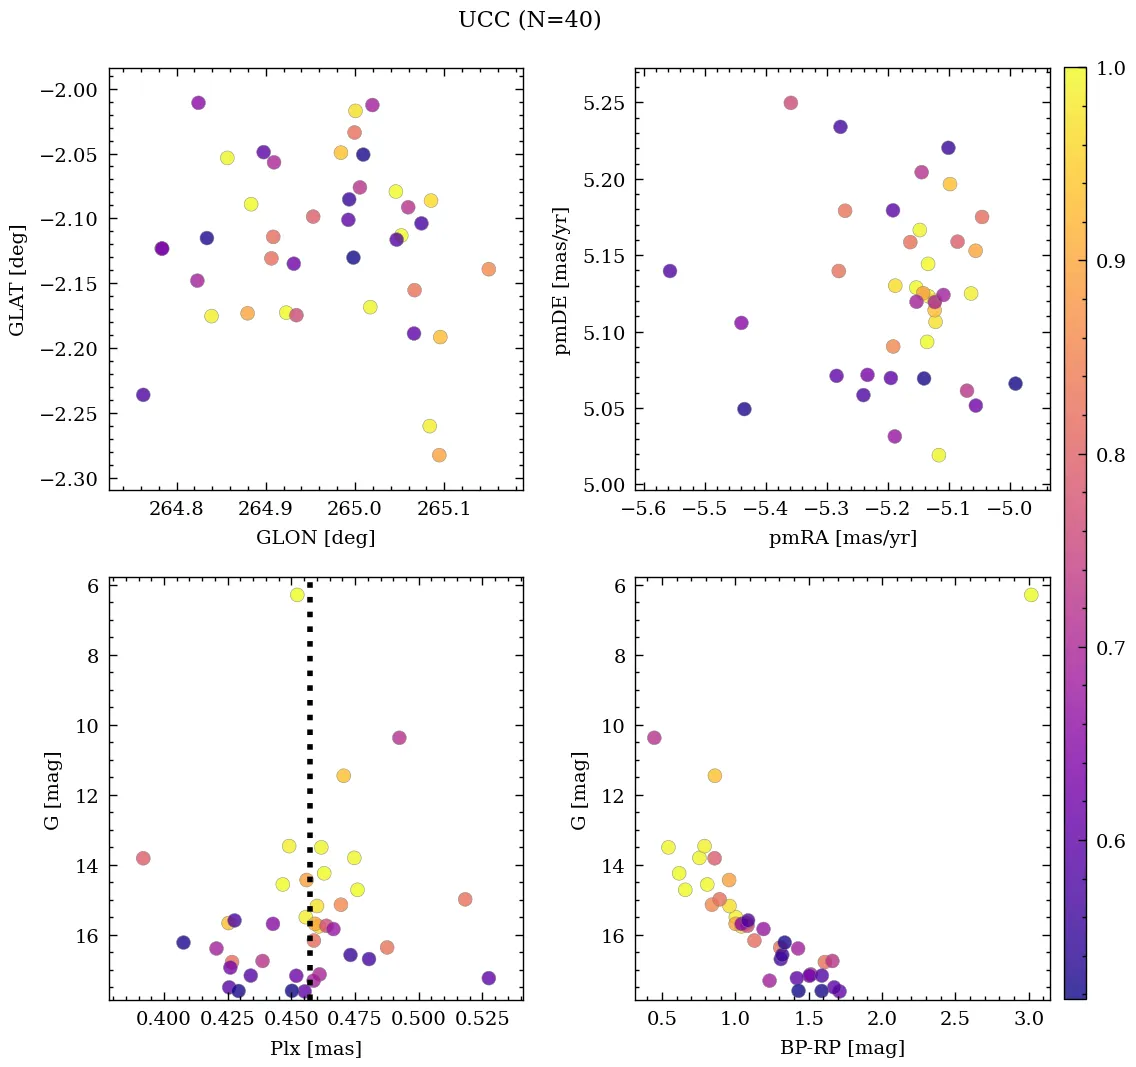 UCC (N=40)
−2.00
−2.05
−2.10
−2.15
−2.20
−2.25
−2.30
GLAT [deg]
264.8 264.9 265.0 265.1
GLON [deg]
5.25
5.20
5.15
5.10
5.05
5.00
pmDE [mas/yr]
−5.6 −5.5 −5.4 −5.3 −5.2 −5.1 −5.0
pmRA [mas/yr]
1.0
0.9
0.8
0.7
0.6
6
8
10
12
14
16
G [mag]
0.400 0.425 0.450 0.475 0.500 0.525
Plx [mas]
6
8
10
12
14
16
G [mag]
0.5 1.0 1.5 2.0 2.5 3.0
BP-RP [mag]